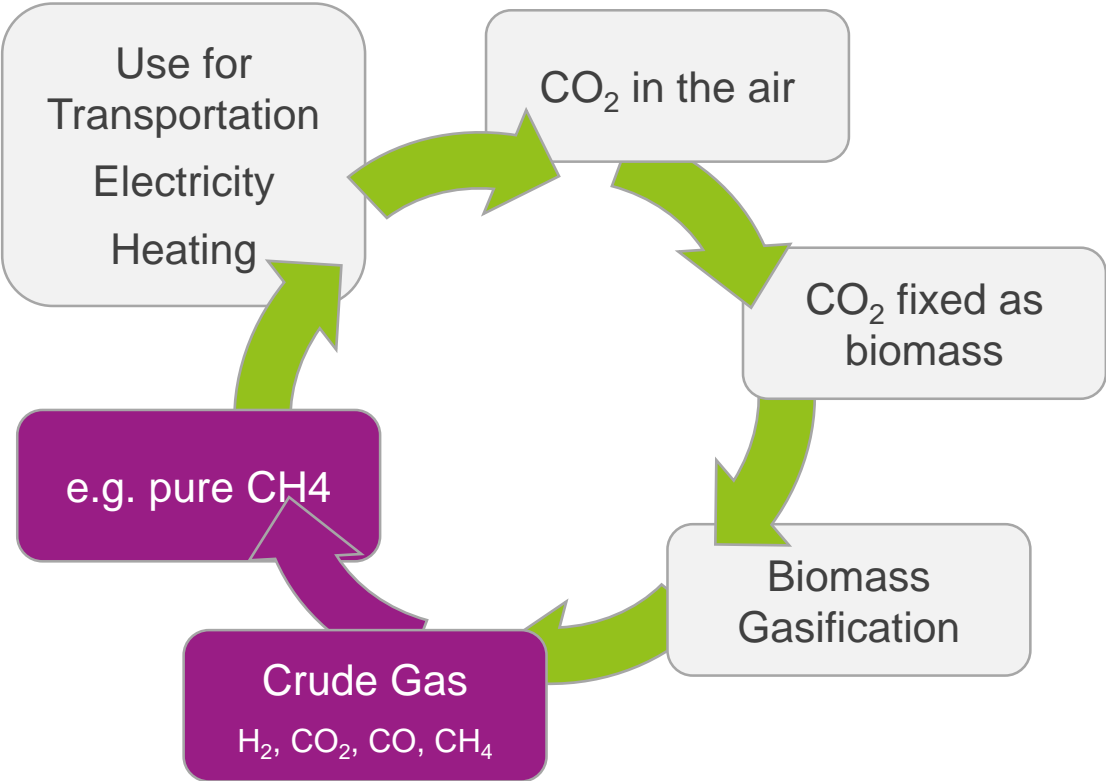 Use for
Transportation
Electricity
Heating
CO₂ in the air
CO₂ fixed as
biomass
Biomass
Gasification
Crude Gas
H₂, CO₂, CO, CH₄
e.g. pure CH4